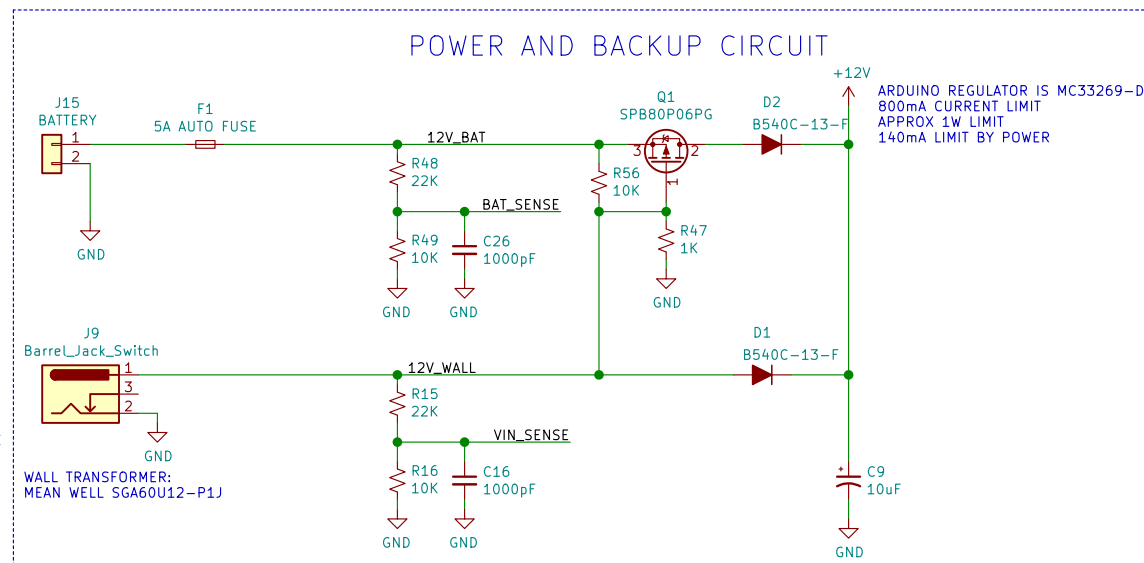 POWER AND BACKUP CIRCUIT
+12V
ARDUINO REGULATOR IS MC33269-D
800mA CURRENT LIMIT
APPROX 1W LIMIT
140mA LIMIT BY POWER
J15
BATTERY
1
2
GND
F1
5A AUTO FUSE
12V_BAT
R48
22K
BAT_SENSE
R49
10K
C26
1000pF
GND
GND
R56
10K
Q1
SPB80P06PG
3
2
1
R47
1K
GND
D2
B540C-13-F
J9
Barrel_Jack_Switch
1
3
2
GND
WALL TRANSFORMER:
MEAN WELL SGA60U12-P1J
12V_WALL
R15
22K
VIN_SENSE
R16
10K
C16
1000pF
GND
GND
D1
B540C-13-F
+
C9
10uF
GND